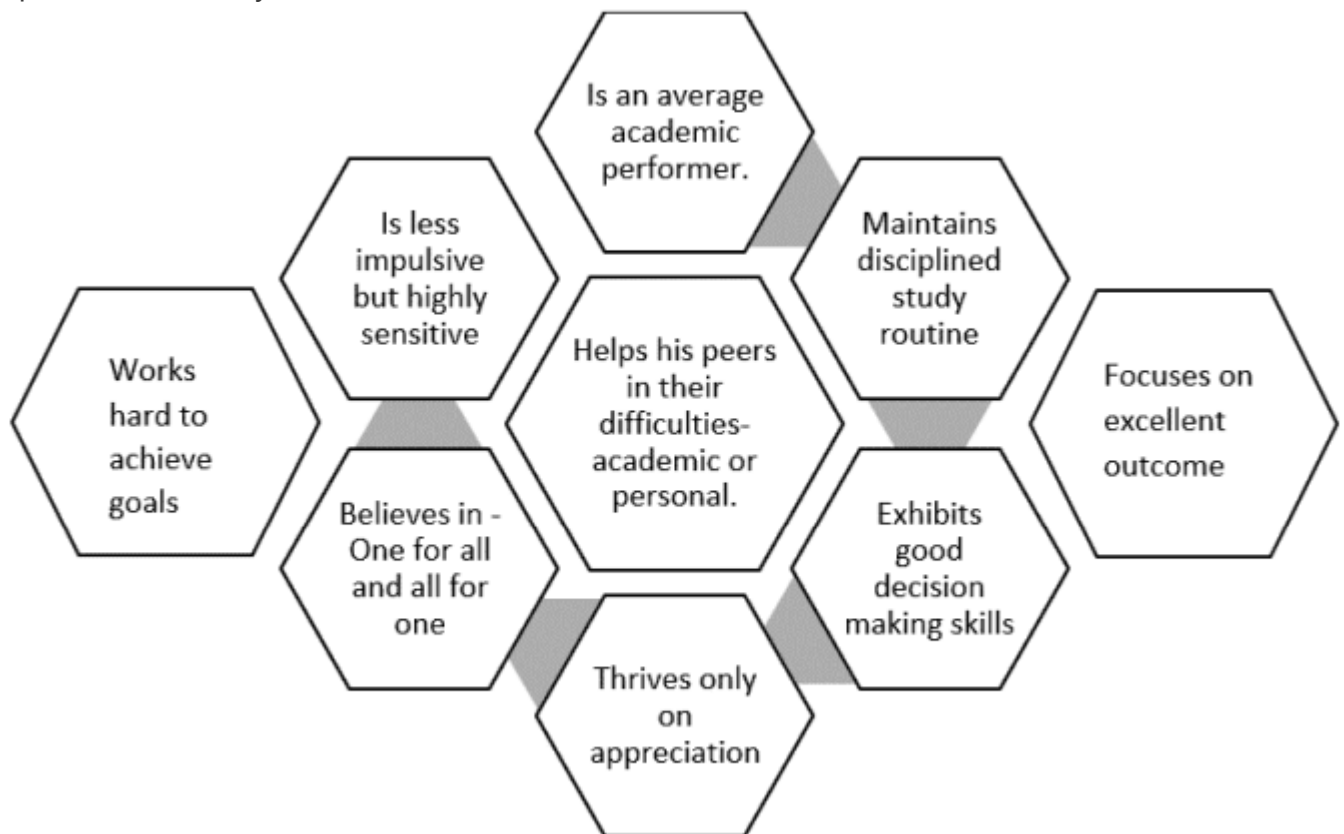 Is an average
academic
performer.
Is less
impulsive
but highly
sensitive
Maintains
disciplined
study
routine
Works
hard to
achieve
goals
Helps his peers
in their
difficulties-
academic or
personal.
Focuses on
excellent
outcome
Believes in -
One for all
and all for
one
Exhibits
good
decision
making skills
Thrives only
on
appreciation